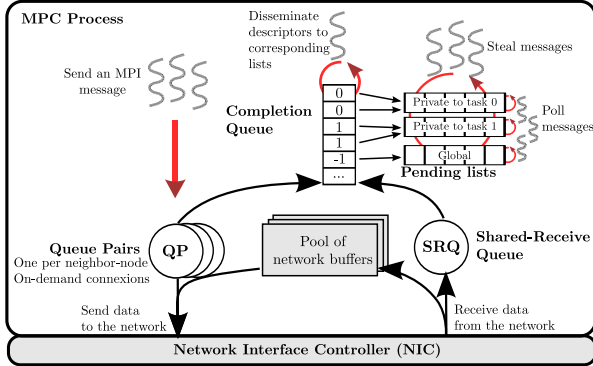 MPC Process
Disseminate
descriptors to
corresponding
lists
Steal messages
Send an MPI
message
Completion
Queue
0
0
1
1
-1
...
Private to task 0
Private to task 1
Global
Pending lists
Poll
messages
Queue Pairs
One per neighbor-node
On-demand connexions
QP
Pool of
network buffers
SRQ
Shared-Receive
Queue
Send data
to the network
Receive data
from the network
Network Interface Controller (NIC)